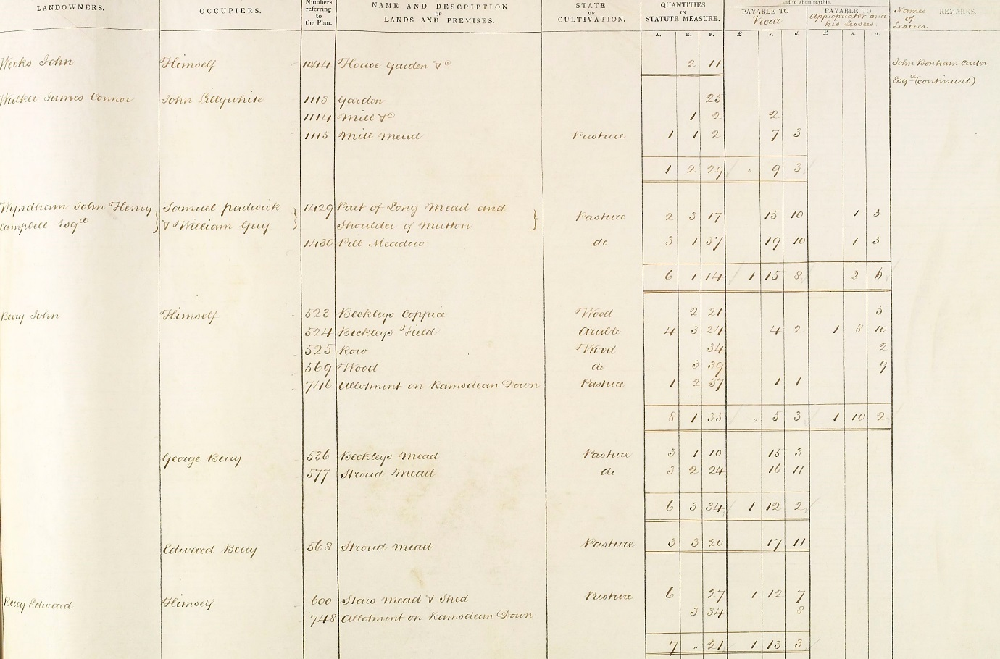 and to whom payable.
LANDOWNERS. OCCUPIERS. Numbers referring to the Plan. NAME AND DESCRIPTION OF LANDS AND PREMISES. STATE OF CULTIVATION. QUANTITIES IN STATUTE MEASURE. PAYABLE TO Vicar PAYABLE TO Appropriator and his Lessees. Names of Lessees. REMARKS.
A. R. P. £ s. d £ s. d.
Weeks John Himself 1044 House Garden &c 2 11 John Bonham Carter
Esqre (continued)
Walker James Connor John Lillywhite 1113 Garden 25
1114 Mill &c 1 2 2
1115 Mill Mead Pasture 1 1 2 7 3
1 2 29 " 9 3
Wyndham John Henry Samuel Padwick 1429 Part of Long Mead and
Campbell Esqre & William Guy Shoulder of Mutton Pasture 2 3 17 15 10 1 3
1430 Pill Meadow do 3 1 37 19 10 1 3
6 1 14 1 15 8 2 6
Berry John Himself 523 Beckleys Coppice Wood 2 21 5
524 Beckleys Field Arable 4 3 24 4 2 1 8 10
525 Row Wood 34 2
569 Wood do 3 39 9
746 Allotment on Ramsdean Down Pasture 1 2 37 1 1
8 1 35 " 5 3 1 10 2
George Berry 536 Beckleys Mead Pasture 3 1 10 15 3
577 Stroud Mead do 3 2 24 16 11
6 3 34 1 12 2
Edward Berry 568 Stroud Mead Pasture 3 3 20 17 11
Berry Edward Himself 600 Slaw Mead & Shed Pasture 6 27 1 12 7
748 Allotment on Ramsdean Down 3 34 8
7 " 21 1 13 3